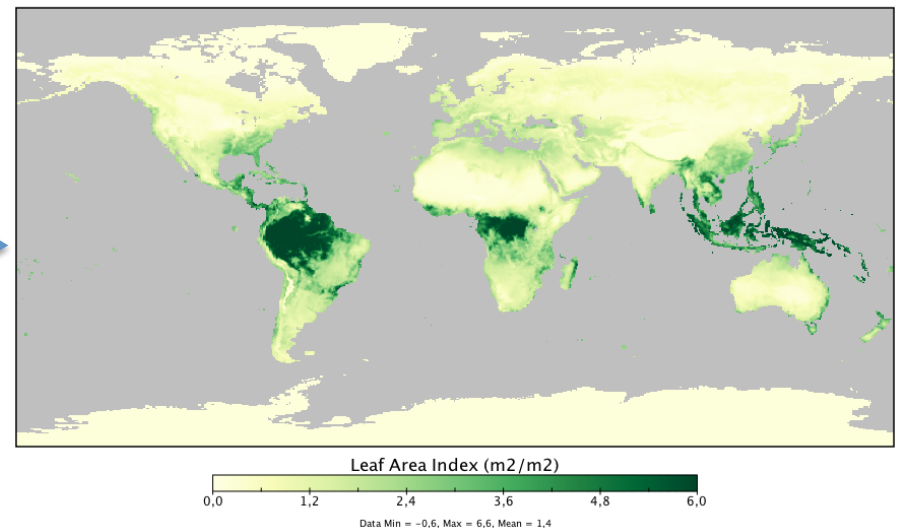 Leaf Area Index (m2/m2)
0,0 1,2 2,4 3,6 4,8 6,0
Data Min = −0,6, Max = 6,6, Mean = 1,4